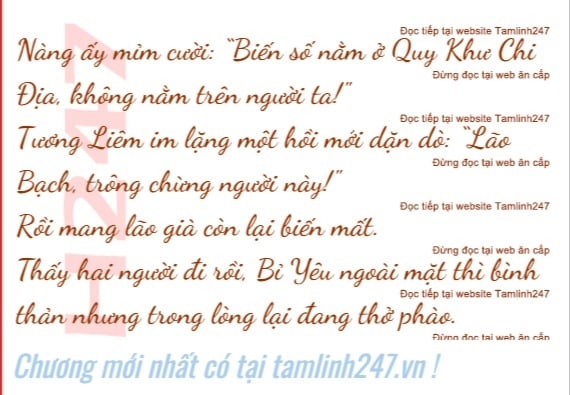 Đọc tiếp tại website Tamlinh247
Nàng ấy mỉm cười: "Biến số nằm ở Quy Khư Chi
Đừng đọc tại web ăn cắp
Địa, không nằm trên người ta!"
Đọc tiếp tại website Tamlinh247
Tương Liêm im lặng một hồi mới dặn dò: "Lão
Đừng đọc tại web ăn cắp
Bạch, trông chừng người này!"
Đọc tiếp tại website Tamlinh247
Rồi mang lão già còn lại biến mất.
Đừng đọc tại web ăn cắp
Thấy hai người đi rồi, Bỉ Yêu ngoài mặt thì bình
Đọc tiếp tại website Tamlinh247
thản nhưng trong lòng lại đang thở phào.
Đừng đọc tại web ăn cắp
H247
Chương mới nhất có tại tamlinh247.vn !